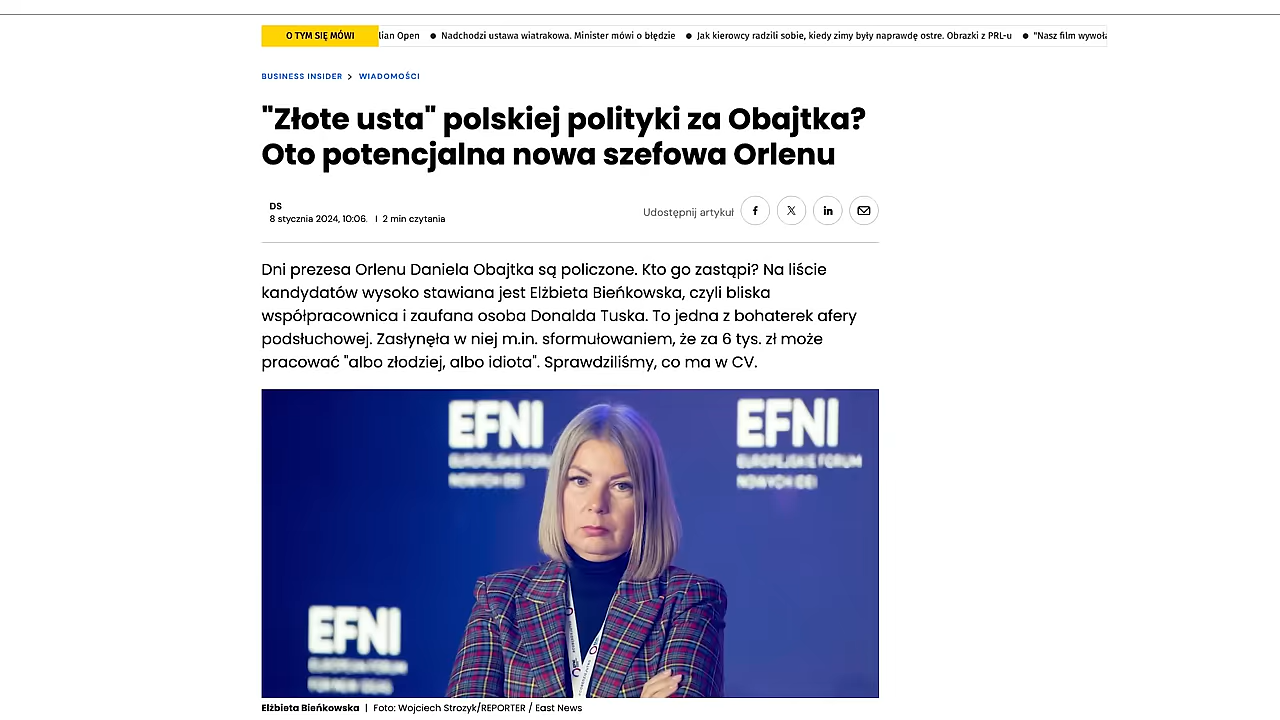 O TYM SIĘ MÓWI lian Open ● Nadchodzi ustawa wiatrakowa. Minister mówi o błędzie ● Jak kierowcy radzili sobie, kiedy zimy były naprawdę ostre. Obrazki z PRL-u ● "Nasz film
BUSINESS INSIDER > WIADOMOŚCI
"Złote usta" polskiej polityki za Obajtka?
Oto potencjalna nowa szefowa Orlenu
DS
8 stycznia 2024, 10:06. | 2 min czytania
Udostępnij artykuł
Dni prezesa Orlenu Daniela Obajtka są policzone. Kto go zastąpi? Na liście
kandydatów wysoko stawiana jest Elżbieta Bieńkowska, czyli bliska
współpracownica i zaufana osoba Donalda Tuska. To jedna z bohaterek afery
podsłuchowej. Zasłynęła w niej m.in. sformułowaniem, że za 6 tys. zł może
pracować "albo złodziej, albo idiota". Sprawdziliśmy, co ma w CV.
EFNI
EUROPEJSKIE FORUM
NOWYCH IDEI
EFNI
EUROPEJSKIE FORUM
NOWYCH IDEI
EFNI
EUROPEAN FORUM
FOR NEW IDEAS
Elżbieta Bieńkowska | Foto: Wojciech Strozyk/REPORTER / East News